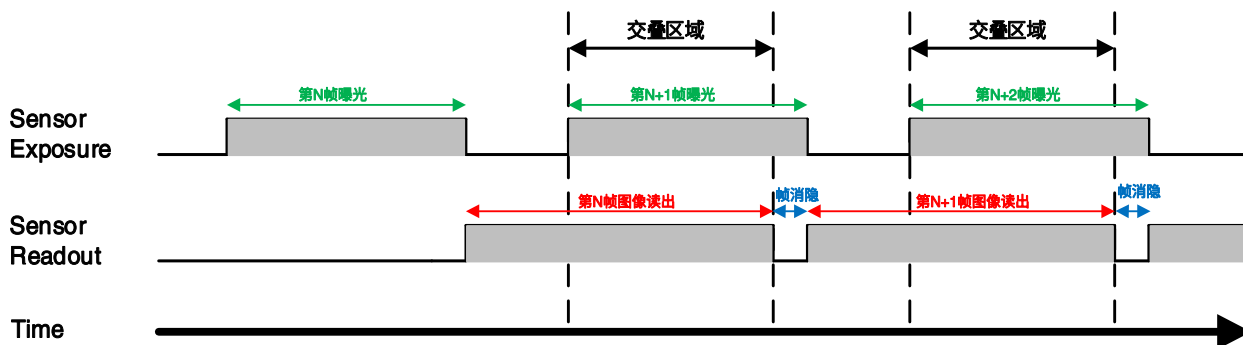 交叠区域
交叠区域
第N帧曝光
第N+1帧曝光
第N+2帧曝光
Sensor
Exposure
第N帧图像读出
帧消隐
第N+1帧图像读出
帧消隐
Sensor
Readout
Time